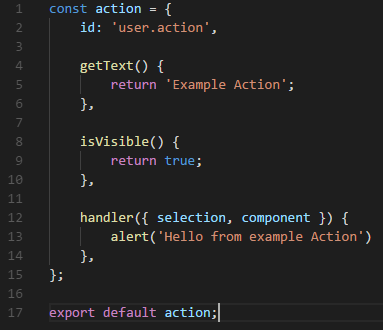 1 const action = {
2     id: 'user.action',
3
4     getText() {
5         return 'Example Action';
6     },
7
8     isVisible() {
9         return true;
10     },
11
12     handler({ selection, component }) {
13         alert('Hello from example Action')
14     },
15 };
16
17 export default action;